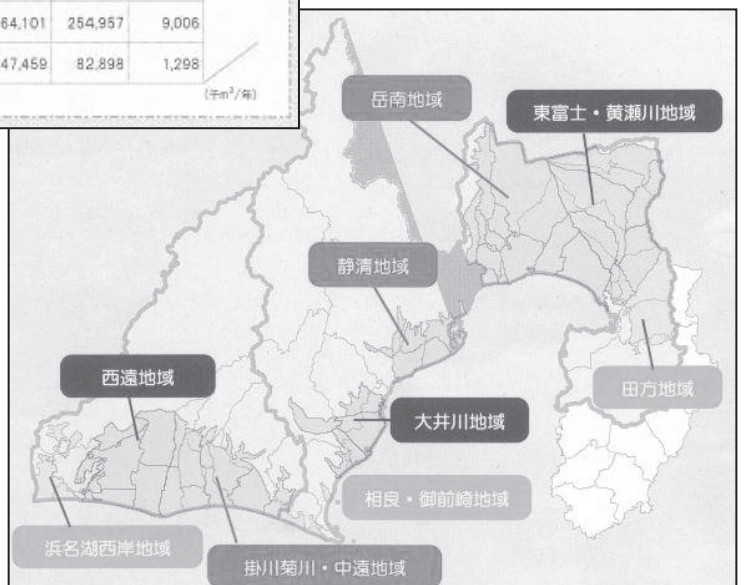 64,101 254,957 9,006
47,459 82,898 1,298
(千m³/年)
岳南地域
東富士・黄瀬川地域
静清地域
西遠地域
大井川地域
田方地域
相良・御前崎地域
浜名湖西岸地域
掛川菊川・中遠地域